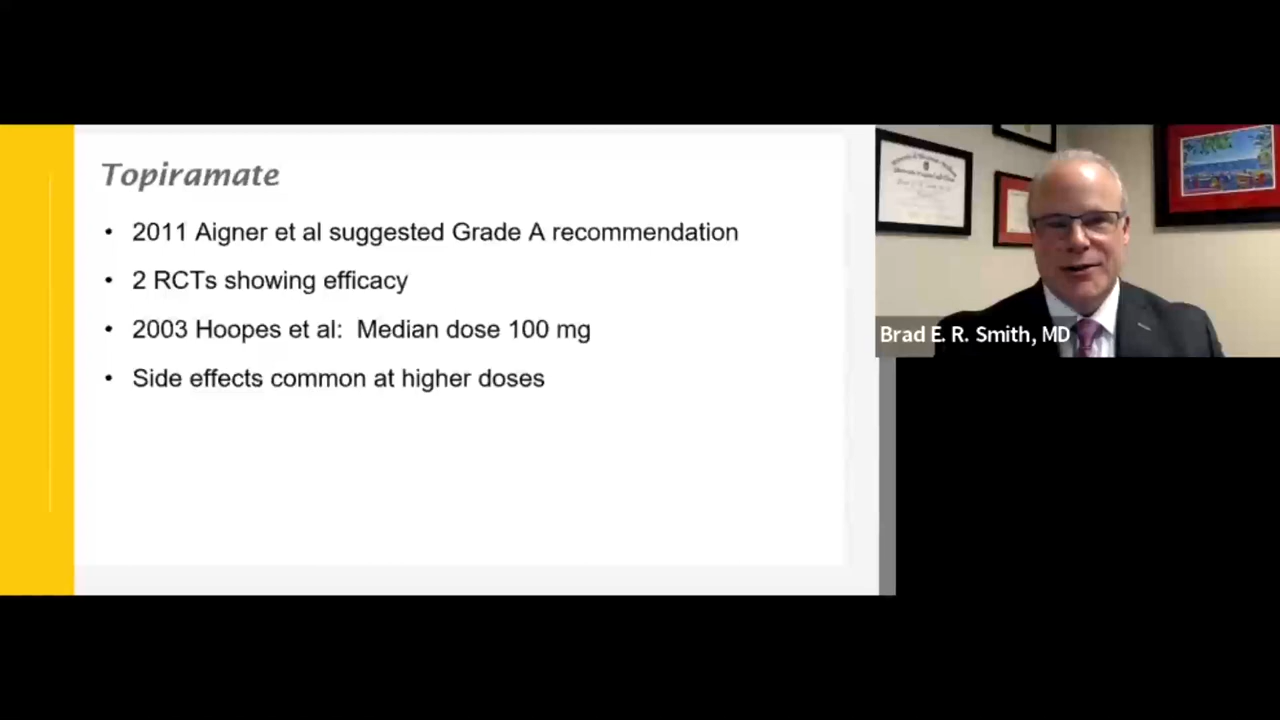 Topiramate
• 2011 Aigner et al suggested Grade A recommendation
• 2 RCTs showing efficacy
• 2003 Hoopes et al:  Median dose 100 mg
• Side effects common at higher doses
Brad E. R. Smith, MD